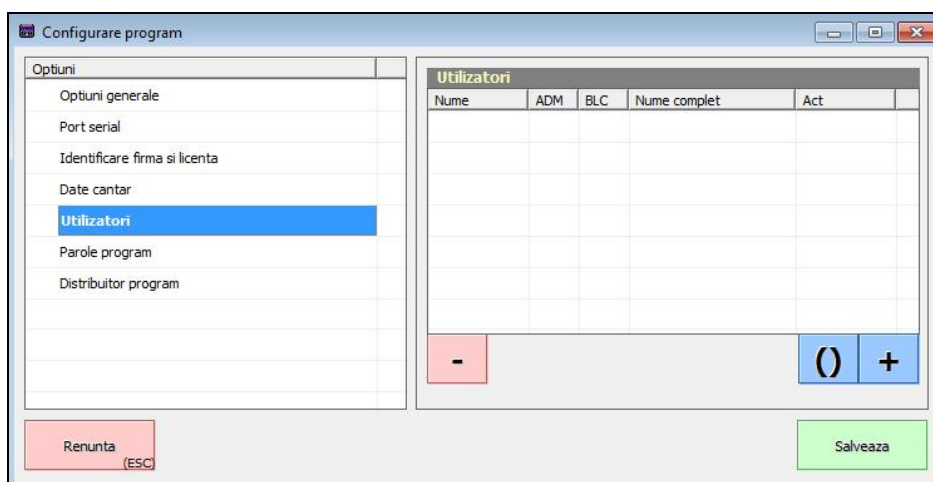 Configurare program
Optiuni
Optiuni generale
Port serial
Identificare firma si licenta
Date cantar
Utilizatori
Parole program
Distribuitor program
Utilizatori
Nume ADM BLC Nume complet Act
- () +
Renunta
(ESC)
Salveaza